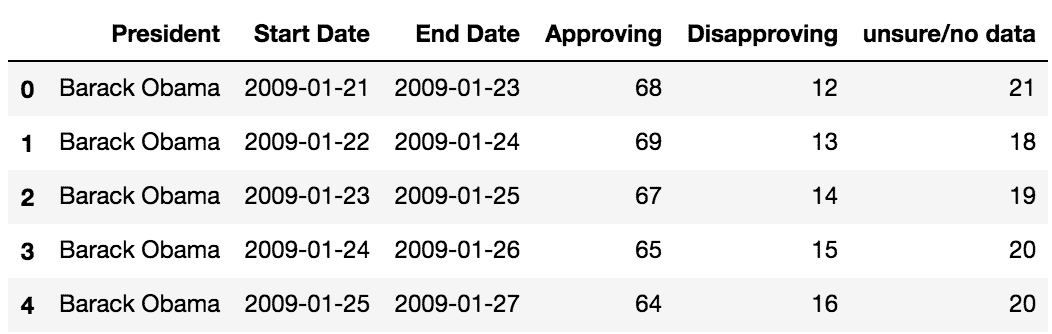 President Start Date End Date Approving Disapproving unsure/no data
0 Barack Obama 2009-01-21 2009-01-23 68 12 21
1 Barack Obama 2009-01-22 2009-01-24 69 13 18
2 Barack Obama 2009-01-23 2009-01-25 67 14 19
3 Barack Obama 2009-01-24 2009-01-26 65 15 20
4 Barack Obama 2009-01-25 2009-01-27 64 16 20